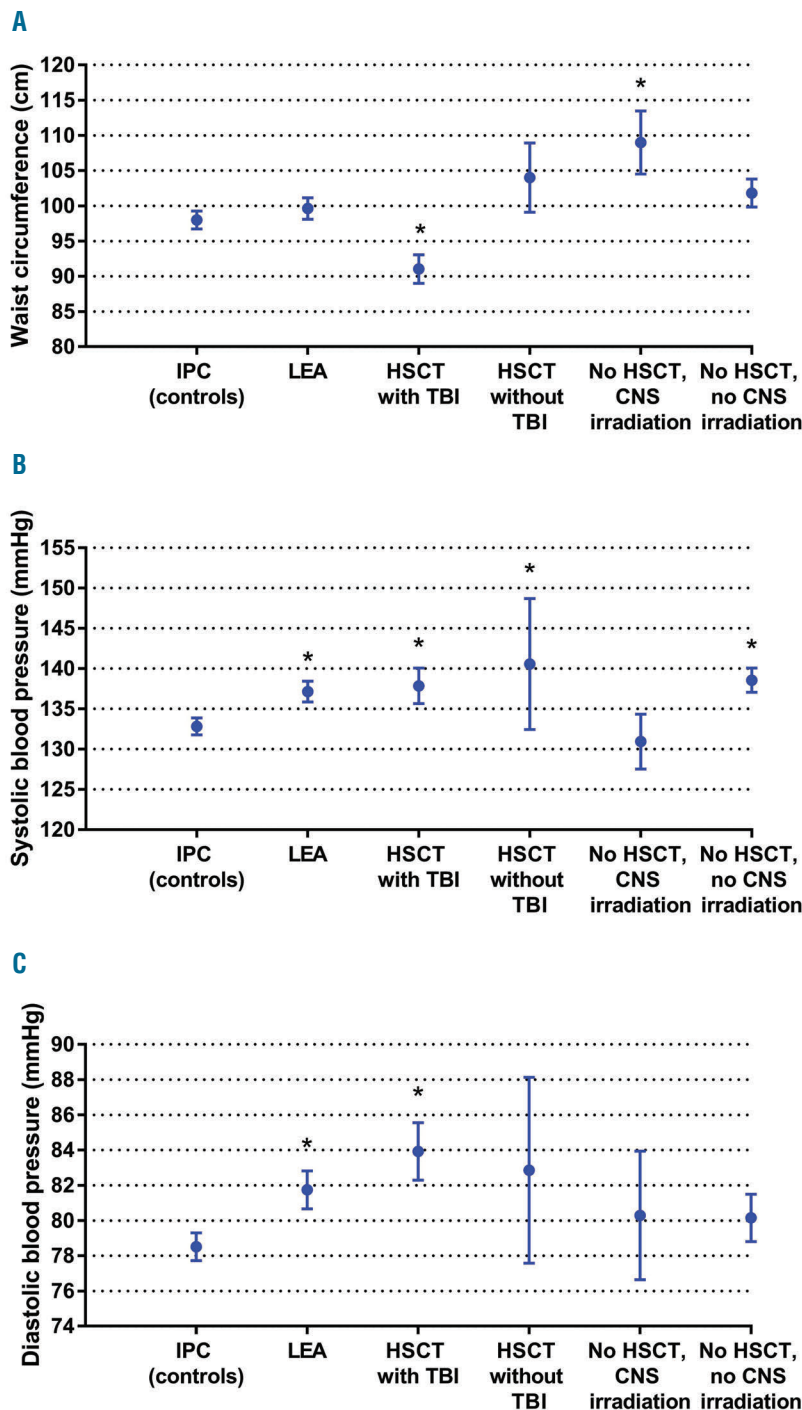 A
Waist circumference (cm)
120
115
110
105
100
95
90
85
80
*
*
IPC
(controls)
LEA
HSCT
with TBI
HSCT
without
TBI
No HSCT,
CNS
irradiation
No HSCT,
no CNS
irradiation
B
Systolic blood pressure (mmHg)
155
150
145
140
135
130
125
120
*
*
*
*
IPC
(controls)
LEA
HSCT
with TBI
HSCT
without
TBI
No HSCT,
CNS
irradiation
No HSCT,
no CNS
irradiation
C
Diastolic blood pressure (mmHg)
90
88
86
84
82
80
78
76
74
*
*
IPC
(controls)
LEA
HSCT
with TBI
HSCT
without
TBI
No HSCT,
CNS
irradiation
No HSCT,
no CNS
irradiation